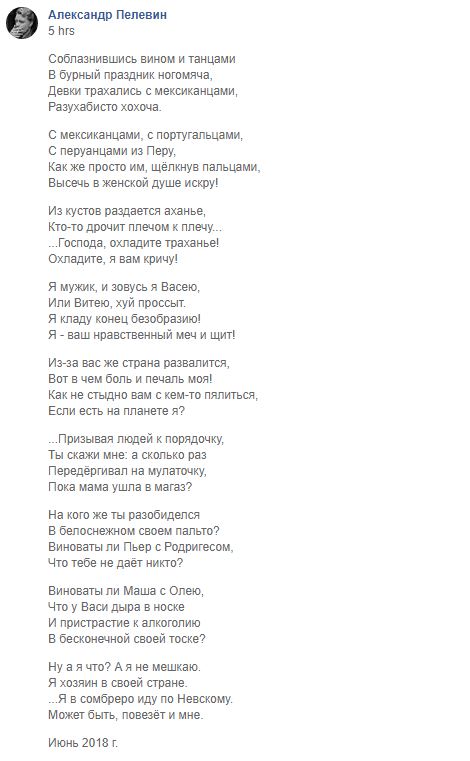 Александр Пелевин
5 hrs
Соблазнившись вином и танцами
В бурный праздник ногомяча,
Девки трахались с мексиканцами,
Разухабисто хохоча.
С мексиканцами, с португальцами,
С перуанцами из Перу,
Как же просто им, щёлкнув пальцами,
Высечь в женской душе искру!
Из кустов раздается аханье,
Кто-то дрочит плечом к плечу...
...Господа, охладите траханье!
Охладите, я вам кричу!
Я мужик, и зовусь я Васею,
Или Витею, хуй проссыт.
Я кладу конец безобразию!
Я - ваш нравственный меч и щит!
Из-за вас же страна развалится,
Вот в чем боль и печаль моя!
Как не стыдно вам с кем-то пялиться,
Если есть на планете я?
...Призывая людей к порядочку,
Ты скажи мне: а сколько раз
Передёргивал на мулаточку,
Пока мама ушла в магаз?
На кого же ты разобиделся
В белоснежном своем пальто?
Виноваты ли Пьер с Родригесом,
Что тебе не даёт никто?
Виноваты ли Маша с Олею,
Что у Васи дыра в носке
И пристрастие к алкоголию
В бесконечной своей тоске?
Ну а я что? А я не мешкаю.
Я хозяин в своей стране.
...Я в сомбреро иду по Невскому.
Может быть, повезёт и мне.
Июнь 2018 г.